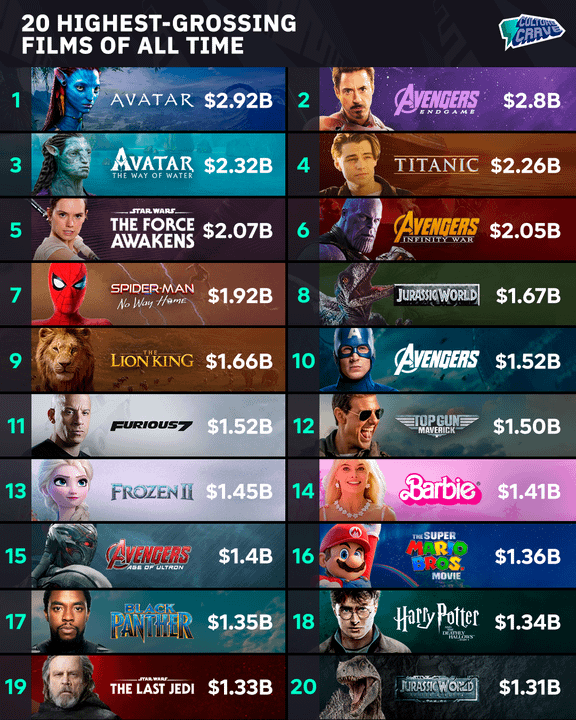 20 HIGHEST-GROSSING
FILMS OF ALL TIME
CULTURE
CRAVE
1 AVATAR $2.92B
2 AVENGERS $2.8B
ENDGAME
3 AVATAR $2.32B
THE WAY OF WATER
4 TITANIC $2.26B
STAR WARS
5 THE FORCE $2.07B
AWAKENS
6 AVENGERS $2.05B
INFINITY WAR
7 SPIDER-MAN $1.92B
No Way Home
8 JURASSIC WORLD $1.67B
THE
9 LION KING $1.66B
10 AVENGERS $1.52B
A
11 FURIOUS 7 $1.52B
12 TOP GUN $1.50B
MAVERICK
13 FROZEN II $1.45B
14 Barbie $1.41B
15 AVENGERS $1.4B
AGE OF ULTRON
THE SUPER
16 MARIO $1.36B
BROS.
MOVIE
M
17 BLACK $1.35B
PANTHER
18 Harry Potter $1.34B
DEATHLY
HALLOWS
STAR WARS
19 THE LAST JEDI $1.33B
20 JURASSIC WORLD $1.31B